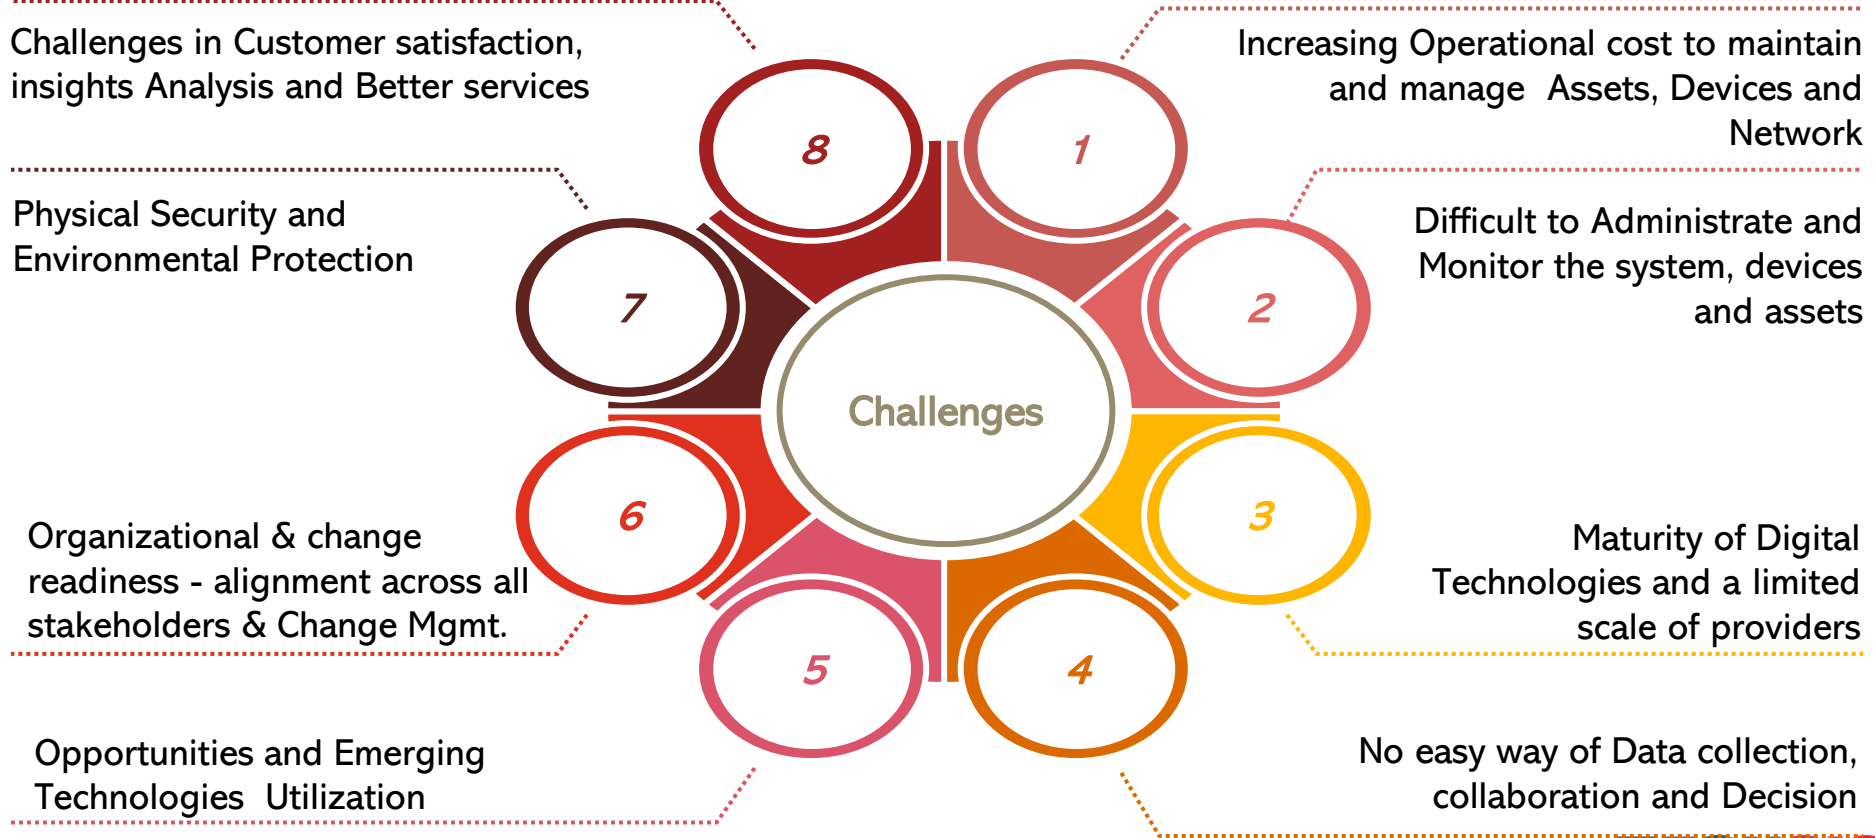 Challenges in Customer satisfaction,
insights Analysis and Better services
8
1
Increasing Operational cost to maintain
and manage  Assets, Devices and
Network
Physical Security and
Environmental Protection
7
2
Difficult to Administrate and
Monitor the system, devices
and assets
Challenges
Organizational & change
readiness - alignment across all
stakeholders & Change Mgmt.
6
3
Maturity of Digital
Technologies and a limited
scale of providers
Opportunities and Emerging
Technologies  Utilization
5
4
No easy way of Data collection,
collaboration and Decision